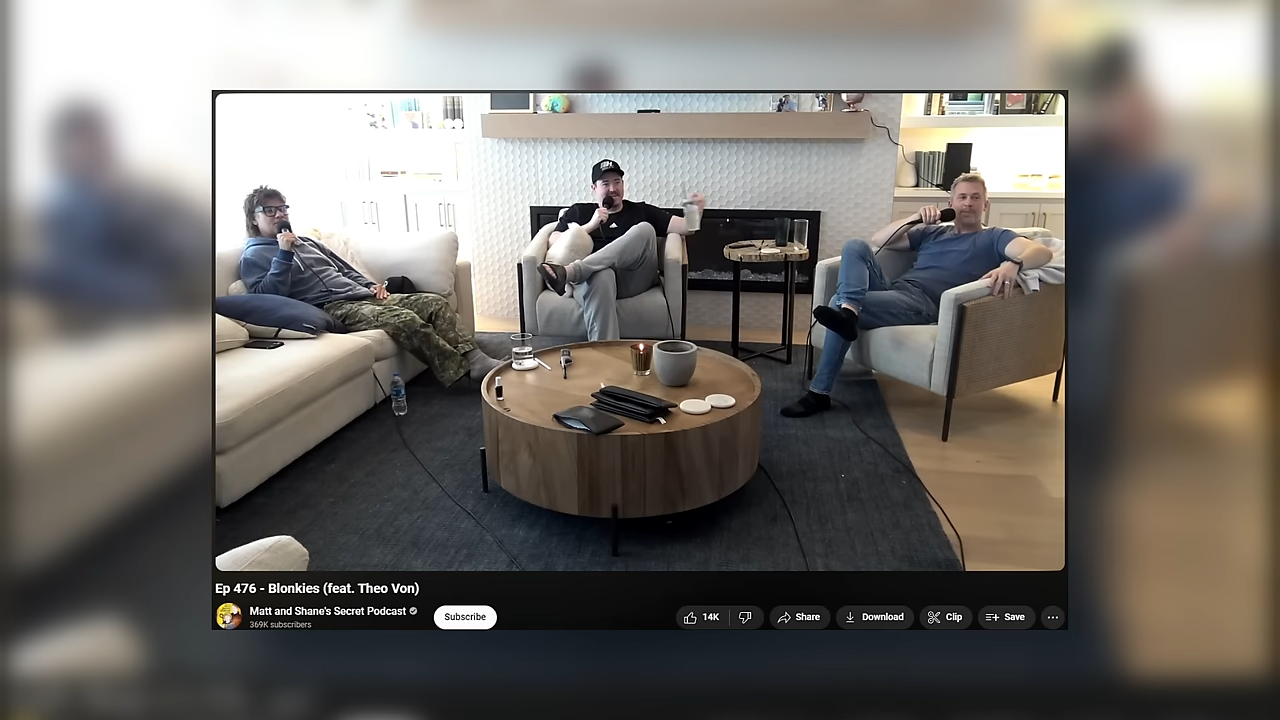 Ep 476 - Blonkies (feat. Theo Von)
Matt and Shane's Secret Podcast
369K subscribers
Subscribe
14K
Share
Download
Clip
Save